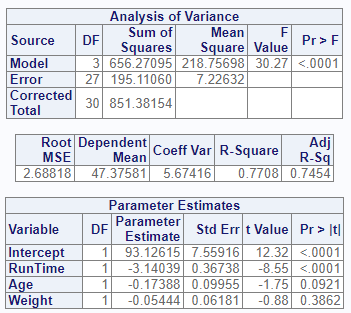 Analysis of Variance
Source DF Sum of Squares Mean Square F Value Pr > F
Model 3 656.27095 218.75698 30.27 <.0001
Error 27 195.11060 7.22632
Corrected Total 30 851.38154
Root MSE Dependent Mean Coeff Var R-Square Adj R-Sq
2.68818 47.37581 5.67416 0.7708 0.7454
Parameter Estimates
Variable DF Parameter Estimate Std Err t Value Pr > |t|
Intercept 1 93.12615 7.55916 12.32 <.0001
RunTime 1 -3.14039 0.36738 -8.55 <.0001
Age 1 -0.17388 0.09955 -1.75 0.0921
Weight 1 -0.05444 0.06181 -0.88 0.3862